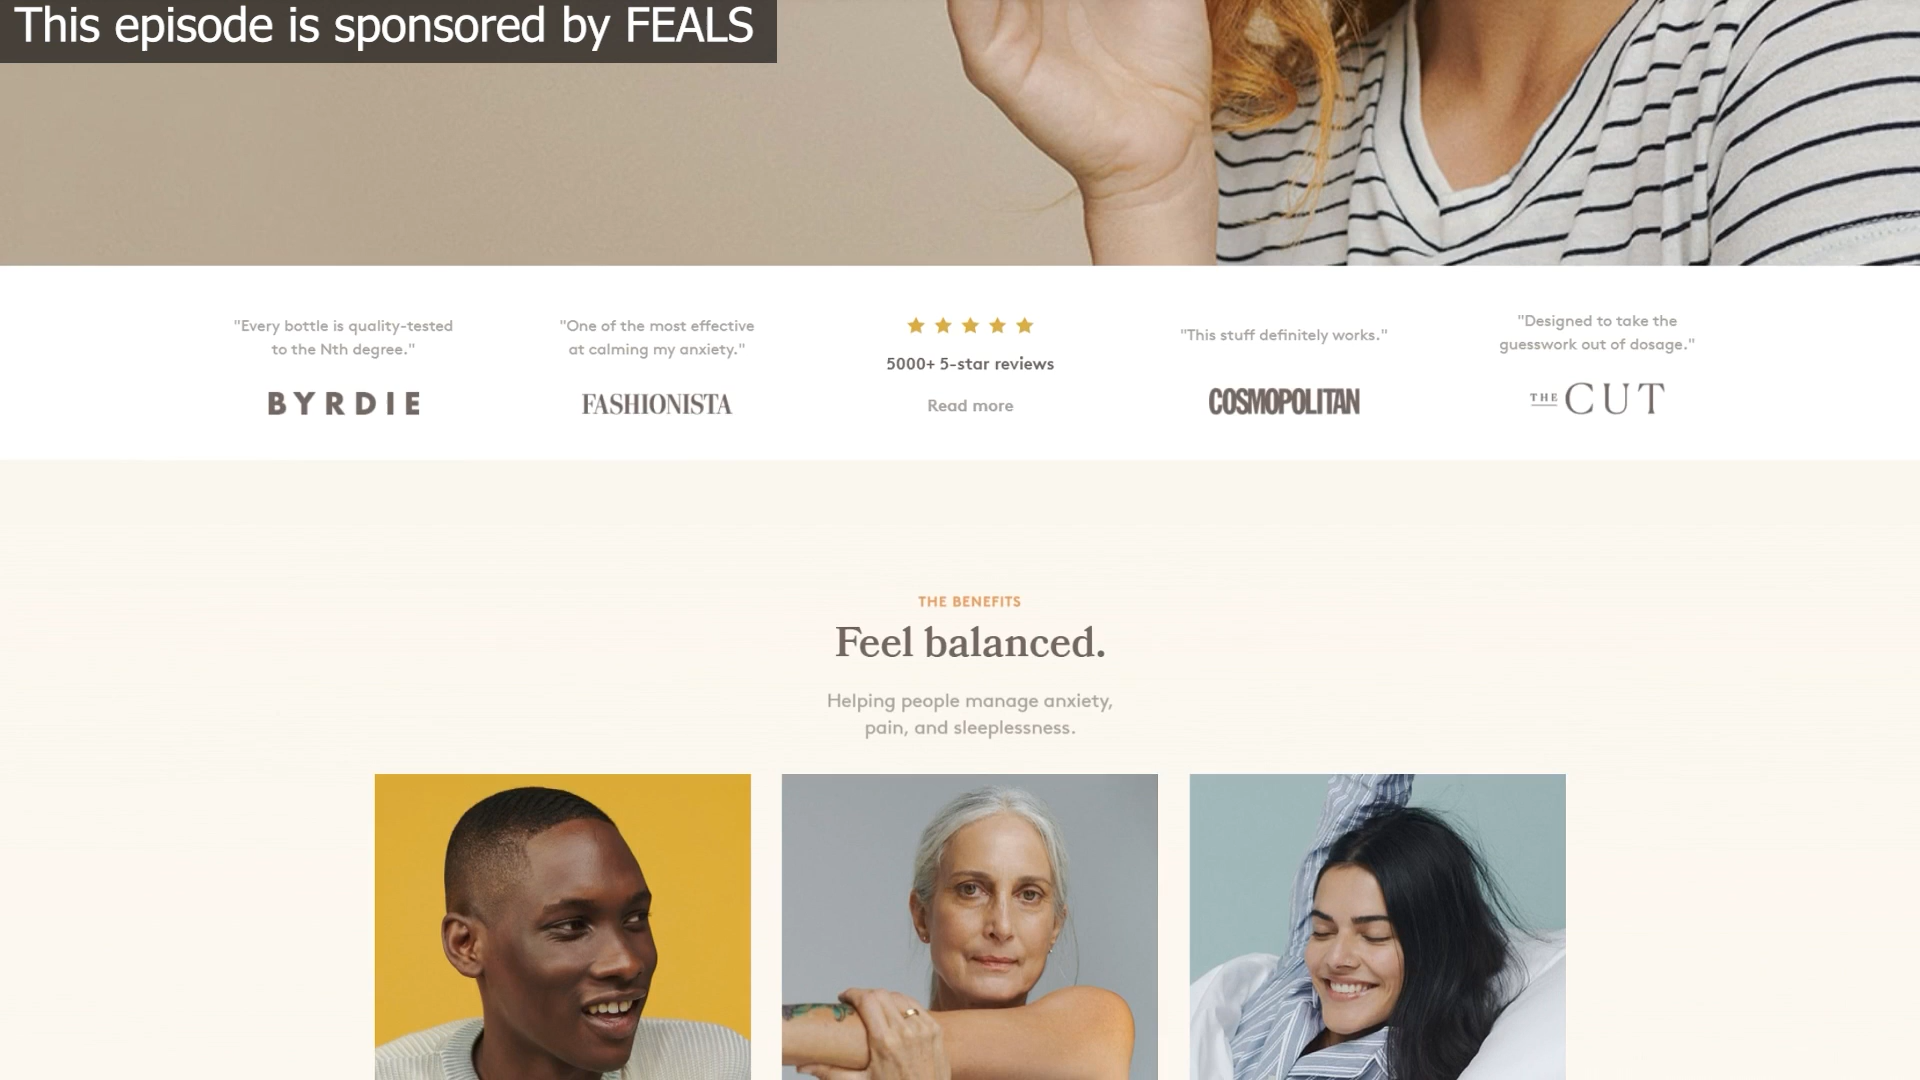 This episode is sponsored by FEALS
"Every bottle is quality-tested
to the Nth degree."
BYRDIE
"One of the most effective
at calming my anxiety."
FASHIONISTA
5000+ 5-star reviews
Read more
"This stuff definitely works."
COSMOPOLITAN
"Designed to take the
guesswork out of dosage."
THE CUT
THE BENEFITS
Feel balanced.
Helping people manage anxiety,
pain, and sleeplessness.